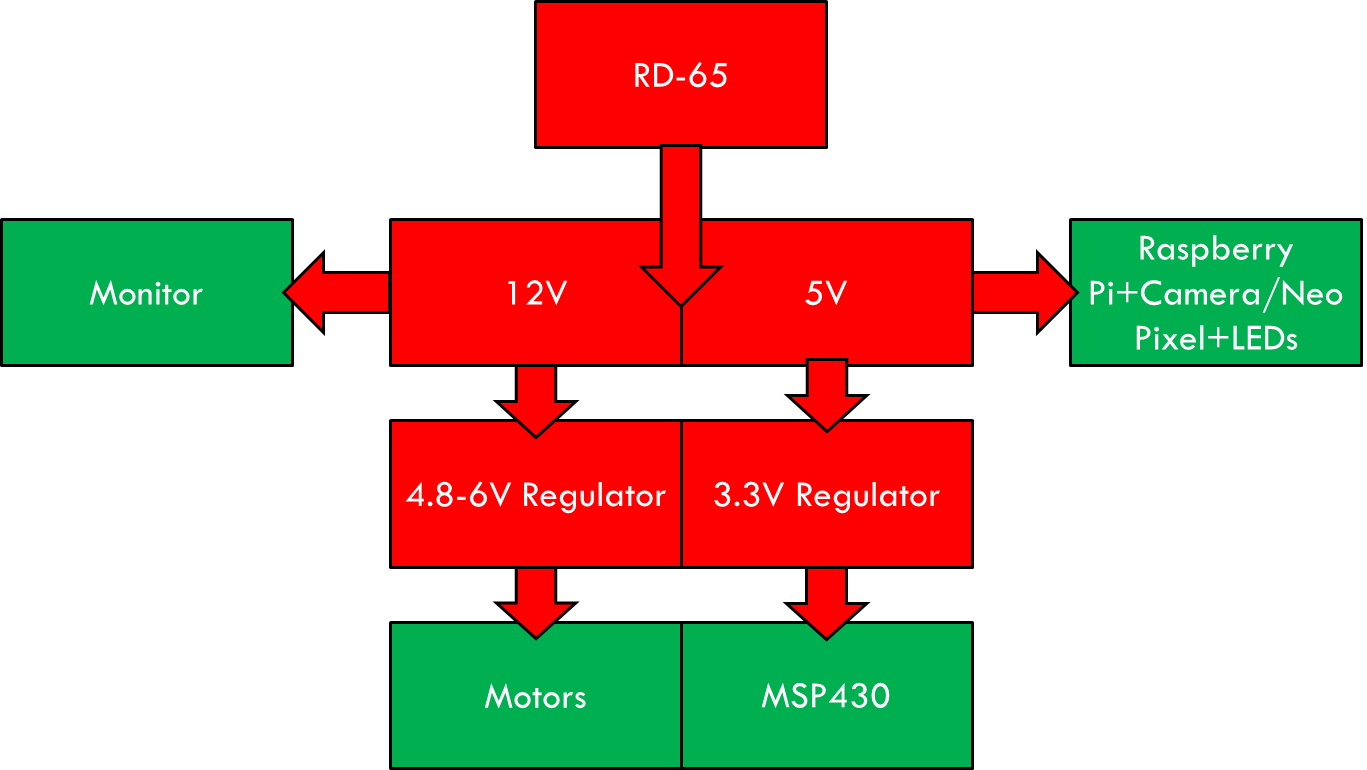 RD-65
Monitor
12V
5V
Raspberry
Pi+Camera/Neo
Pixel+LEDs
4.8-6V Regulator
3.3V Regulator
Motors
MSP430